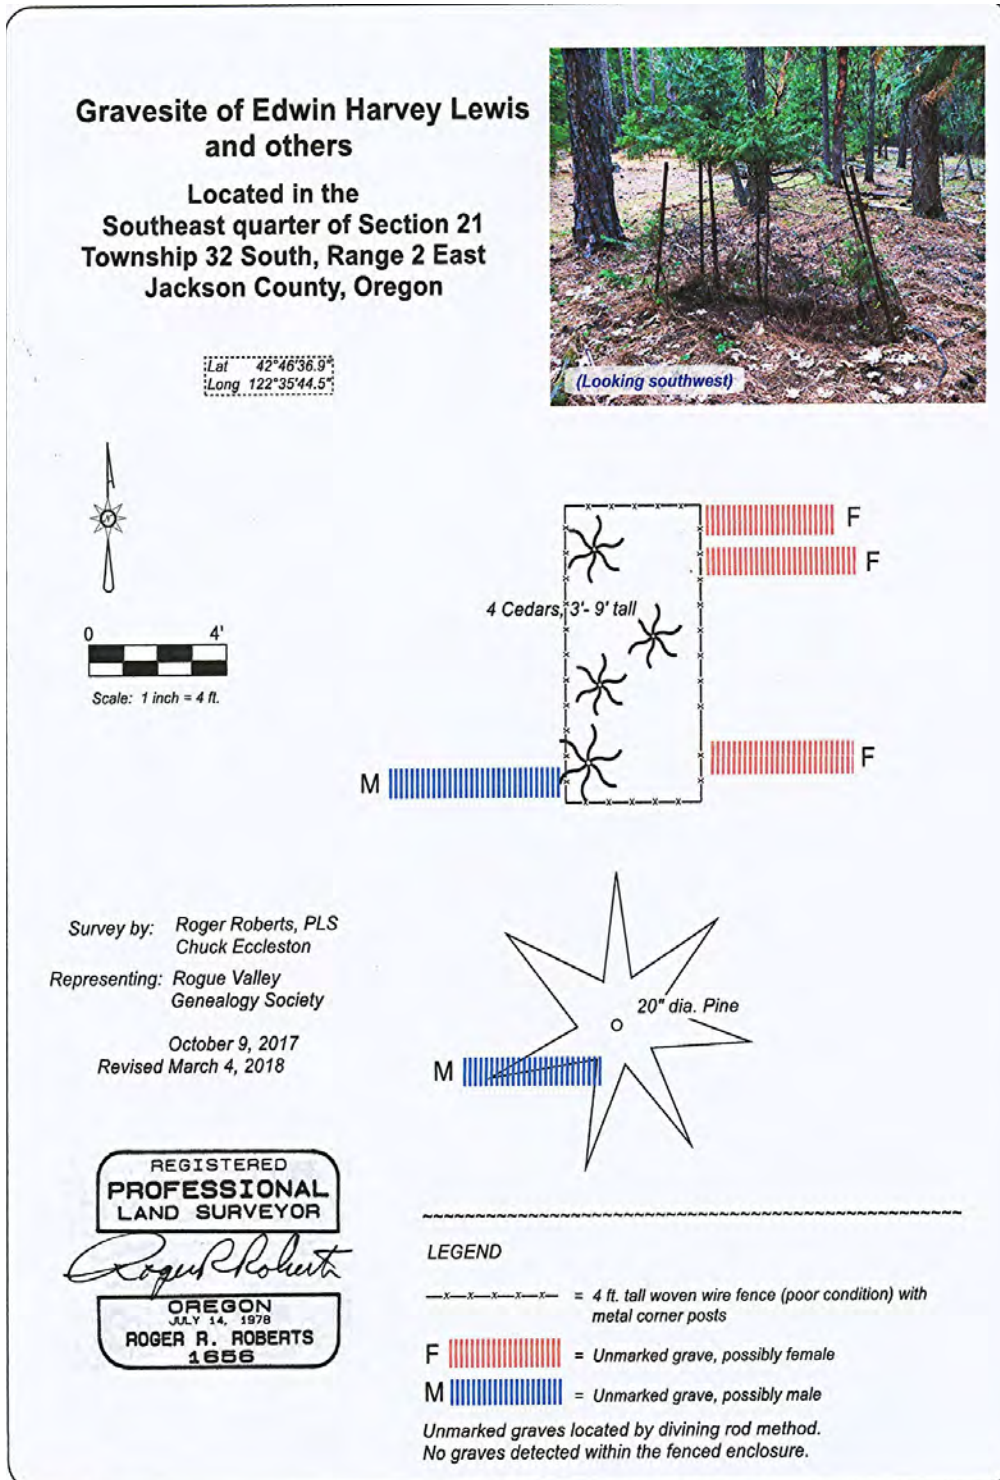 Gravesite of Edwin Harvey Lewis
and others
Located in the
Southeast quarter of Section 21
Township 32 South, Range 2 East
Jackson County, Oregon
Lat 42°46'36.9"
Long 122°35'44.5"
(Looking southwest)
0 4'
Scale: 1 inch = 4 ft.
F
F
4 Cedars, 3'- 9' tall
F
M
Survey by: Roger Roberts, PLS
Chuck Eccleston
Representing: Rogue Valley
Genealogy Society
October 9, 2017
Revised March 4, 2018
20" dia. Pine
M
REGISTERED
PROFESSIONAL
LAND SURVEYOR
Roger R Roberts
OREGON
JULY 14, 1978
ROGER R. ROBERTS
1656
LEGEND
—x—x—x—x—x— = 4 ft. tall woven wire fence (poor condition) with
metal corner posts
F = Unmarked grave, possibly female
M = Unmarked grave, possibly male
Unmarked graves located by divining rod method.
No graves detected within the fenced enclosure.